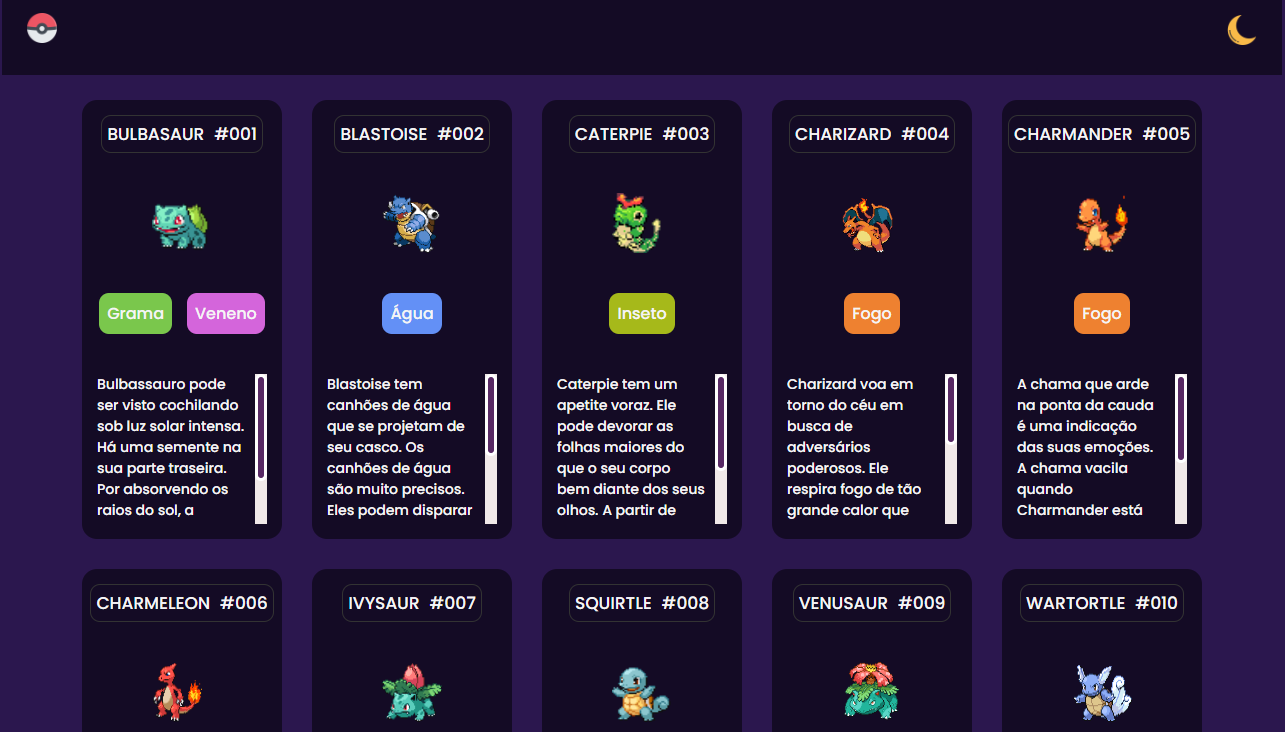 BULBASAUR #001
Grama Veneno
Bulbassauro pode
ser visto cochilando
sob luz solar intensa.
Há uma semente na
sua parte traseira.
Por absorvendo os
raios do sol, a
BLASTOISE #002
Água
Blastoise tem
canhões de água
que se projetam de
seu casco. Os
canhões de água
são muito precisos.
Eles podem disparar
CATERPIE #003
Inseto
Caterpie tem um
apetite voraz. Ele
pode devorar as
folhas maiores do
que o seu corpo
bem diante dos seus
olhos. A partir de
CHARIZARD #004
Fogo
Charizard voa em
torno do céu em
busca de
adversários
poderosos. Ele
respira fogo de tão
grande calor que
CHARMANDER #005
Fogo
A chama que arde
na ponta da cauda
é uma indicação
das suas emoções.
A chama vacila
quando
Charmander está
CHARMELEON #006
IVYSAUR #007
SQUIRTLE #008
VENUSAUR #009
WARTORTLE #010